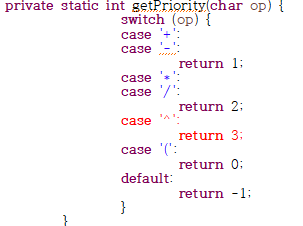 private static int getPriority(char op) {
switch (op) {
case '+':
case '-':
return 1;
case '*':
case '/':
return 2;
case '^':
return 3;
case '(':
return 0;
default:
return -1;
}
}